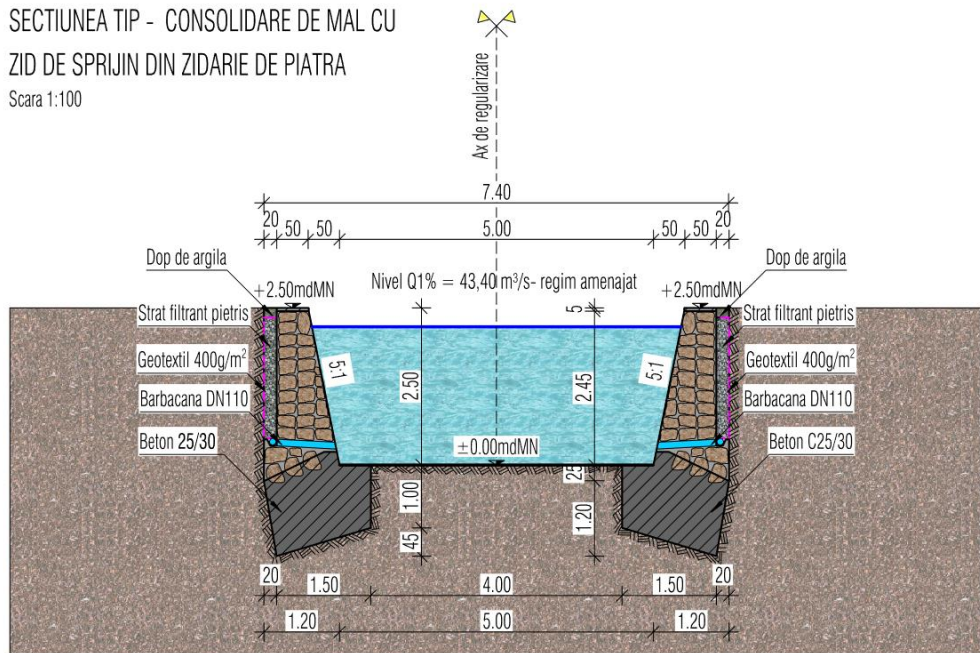 SECTIUNEA TIP - CONSOLIDARE DE MAL CU
ZID DE SPRIJIN DIN ZIDARIE DE PIATRA
Scara 1:100
Ax de regularizare
7.40
20 50 50 5.00 50 50 20
Dop de argila
Dop de argila
Nivel Q1% = 43,40 m³/s- regim amenajat
+2.50mdMN
+2.50mdMN
5
Strat filtrant pietris
Strat filtrant pietris
Geotextil 400g/m²
Geotextil 400g/m²
5:1
5:1
2.50
2.45
Barbacana DN110
Barbacana DN110
Beton 25/30
Beton C25/30
±0.00mdMN
25
1.00
1.20
45
20 1.50 4.00 1.50 20
1.20 5.00 1.20